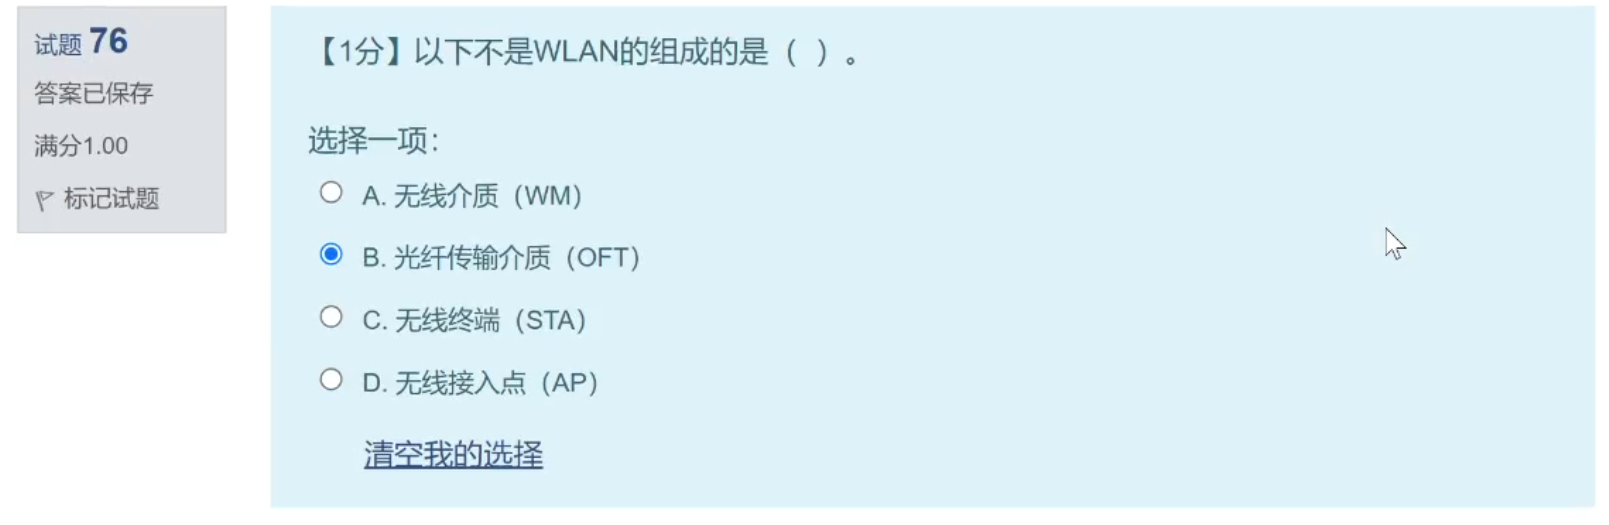 试题 76
答案已保存
满分1.00
标记试题
【1分】以下不是WLAN的组成的是（ ）。
选择一项：
A. 无线介质（WM）
B. 光纤传输介质（OFT）
C. 无线终端（STA）
D. 无线接入点（AP）
清空我的选择